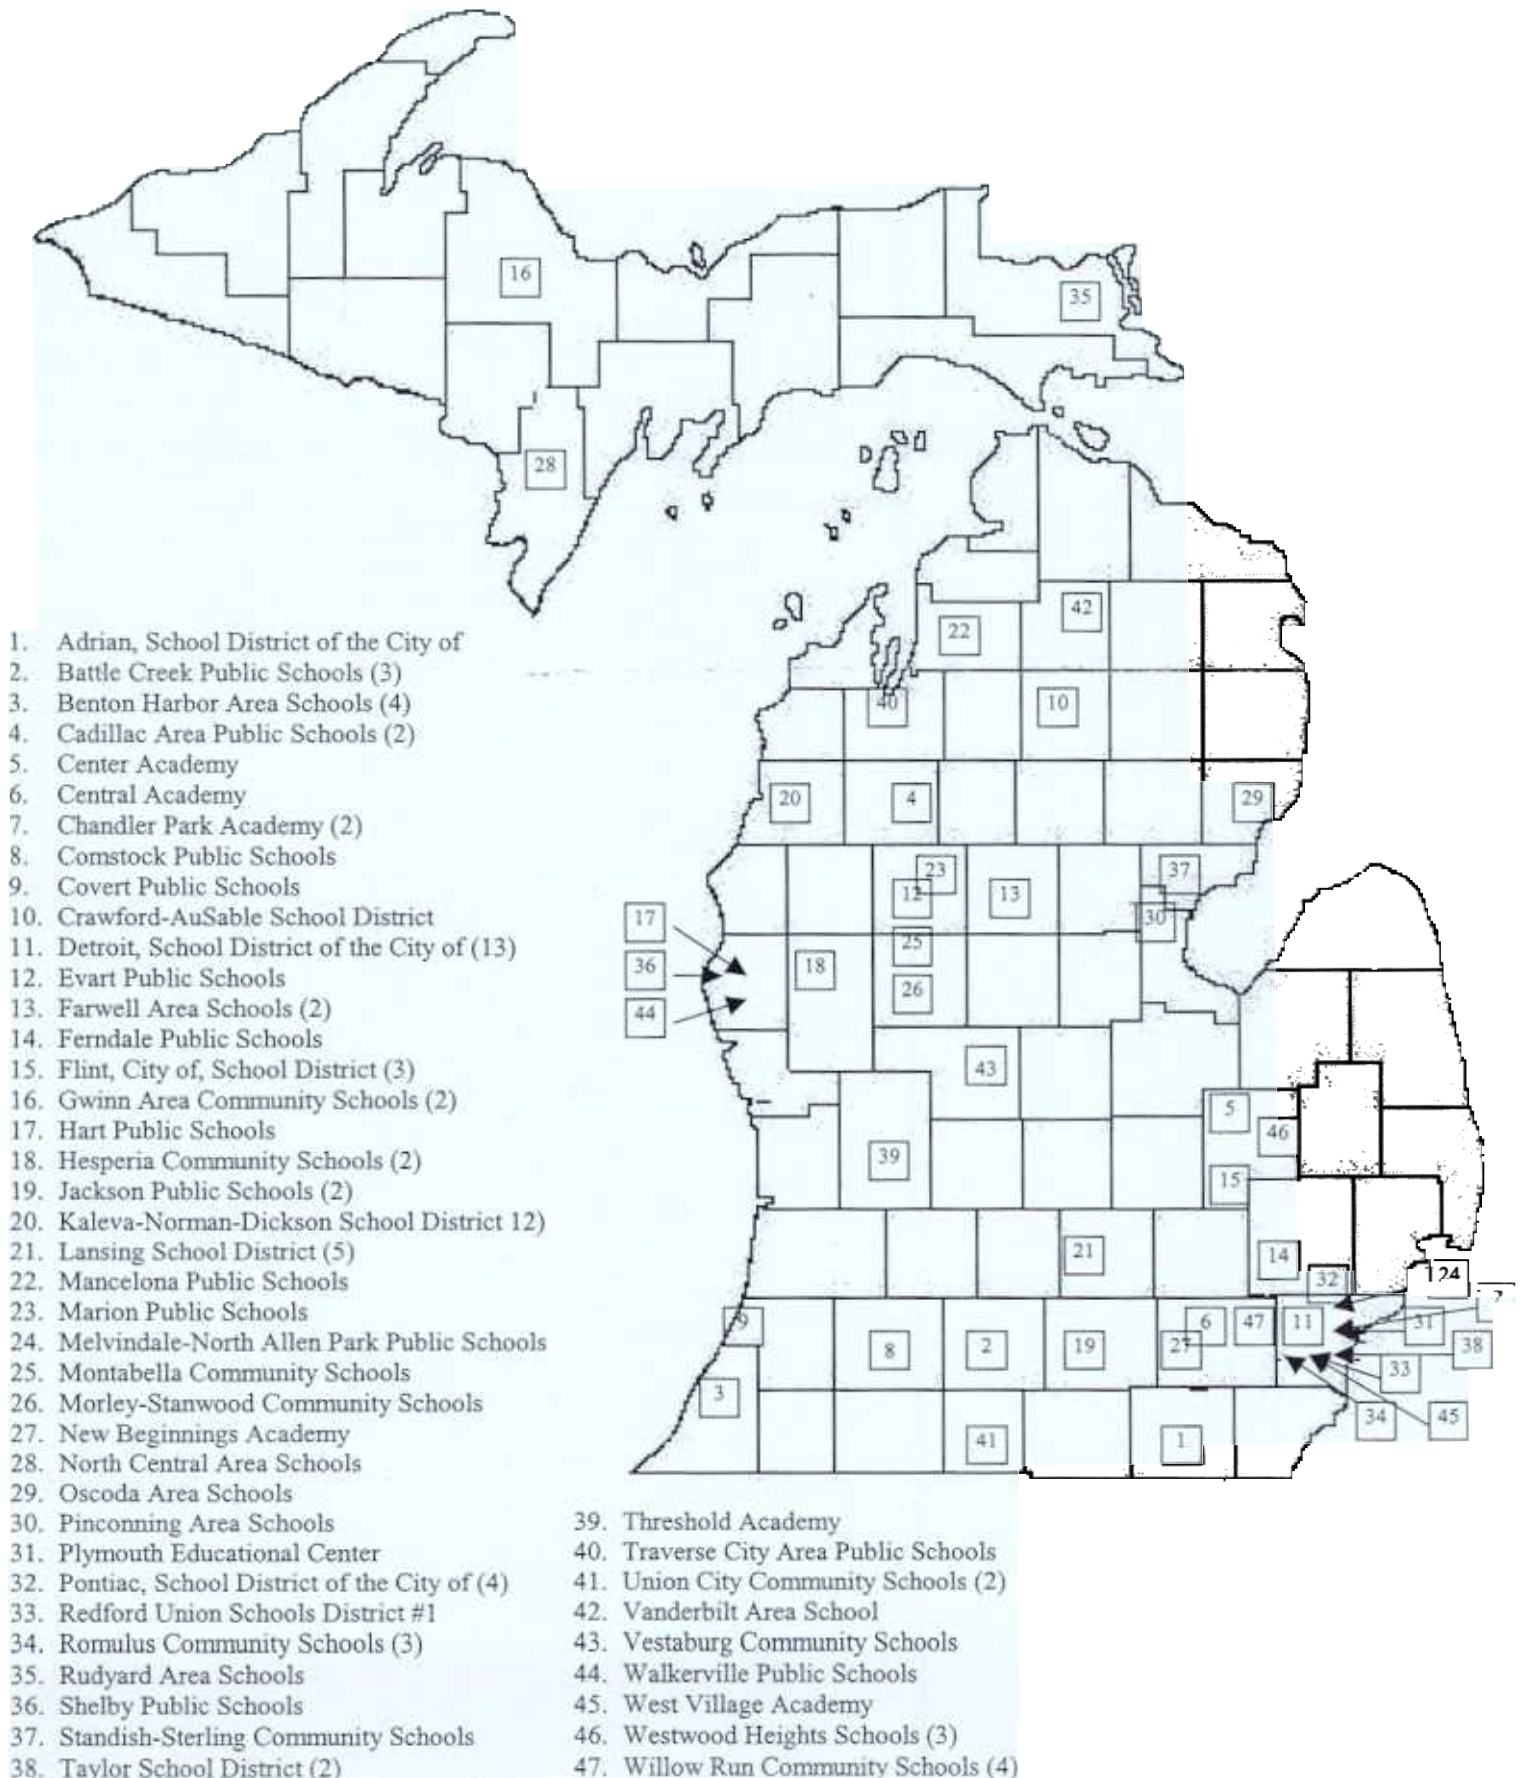 16
35
28
42
22
40
10
20
4
29
23
12
13
37
30
17
36
44
18
25
26
43
5
46
39
15
21
14
32
24
7
9
8
2
19
6
27
47
11
31
38
33
3
41
1
34
45
1. Adrian, School District of the City of
2. Battle Creek Public Schools (3)
3. Benton Harbor Area Schools (4)
4. Cadillac Area Public Schools (2)
5. Center Academy
6. Central Academy
7. Chandler Park Academy (2)
8. Comstock Public Schools
9. Covert Public Schools
10. Crawford-AuSable School District
11. Detroit, School District of the City of (13)
12. Evart Public Schools
13. Farwell Area Schools (2)
14. Ferndale Public Schools
15. Flint, City of, School District (3)
16. Gwinn Area Community Schools (2)
17. Hart Public Schools
18. Hesperia Community Schools (2)
19. Jackson Public Schools (2)
20. Kaleva-Norman-Dickson School District 12)
21. Lansing School District (5)
22. Mancelona Public Schools
23. Marion Public Schools
24. Melvindale-North Allen Park Public Schools
25. Montabella Community Schools
26. Morley-Stanwood Community Schools
27. New Beginnings Academy
28. North Central Area Schools
29. Oscoda Area Schools
30. Pinconning Area Schools
31. Plymouth Educational Center
32. Pontiac, School District of the City of (4)
33. Redford Union Schools District #1
34. Romulus Community Schools (3)
35. Rudyard Area Schools
36. Shelby Public Schools
37. Standish-Sterling Community Schools
38. Taylor School District (2)
39. Threshold Academy
40. Traverse City Area Public Schools
41. Union City Community Schools (2)
42. Vanderbilt Area School
43. Vestaburg Community Schools
44. Walkerville Public Schools
45. West Village Academy
46. Westwood Heights Schools (3)
47. Willow Run Community Schools (4)